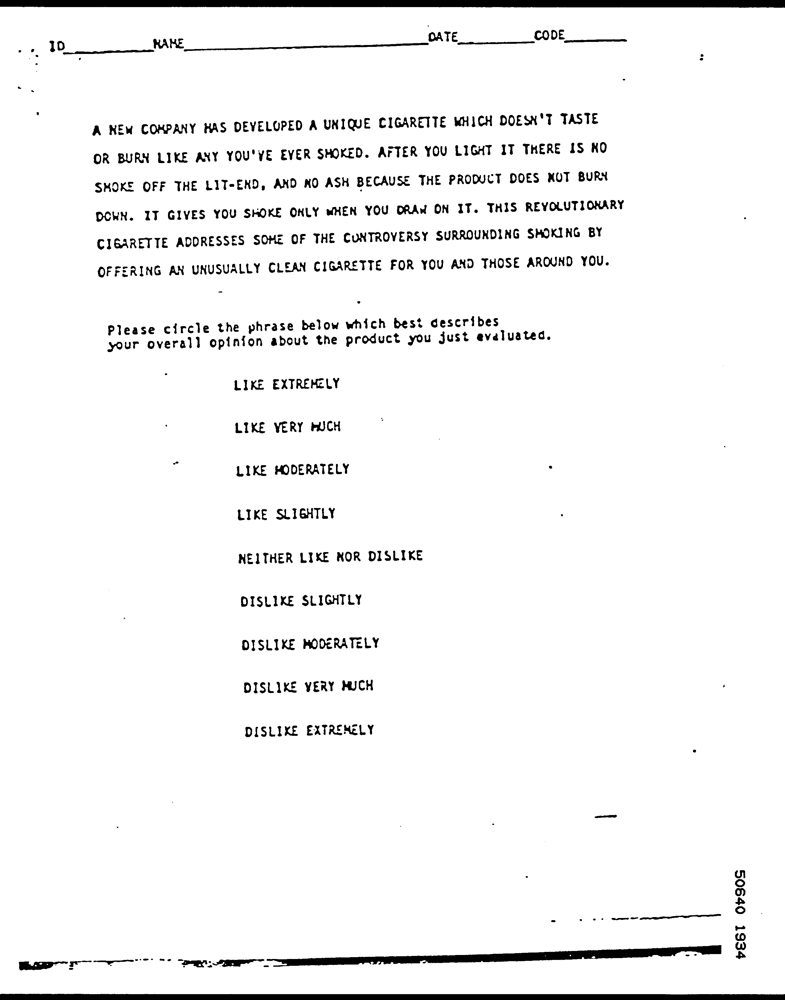 ID________NAME________________________DATE________CODE________
A NEW COMPANY HAS DEVELOPED A UNIQUE CIGARETTE WHICH DOESN'T TASTE
OR BURN LIKE ANY YOU'VE EVER SMOKED. AFTER YOU LIGHT IT THERE IS NO
SMOKE OFF THE LIT-END, AND NO ASH BECAUSE THE PRODUCT DOES NOT BURN
DOWN. IT GIVES YOU SMOKE ONLY WHEN YOU DRAW ON IT. THIS REVOLUTIONARY
CIGARETTE ADDRESSES SOME OF THE CONTROVERSY SURROUNDING SMOKING BY
OFFERING AN UNUSUALLY CLEAN CIGARETTE FOR YOU AND THOSE AROUND YOU.
Please circle the phrase below which best describes
your overall opinion about the product you just evaluated.
LIKE EXTREMELY
LIKE VERY MUCH
LIKE MODERATELY
LIKE SLIGHTLY
NEITHER LIKE NOR DISLIKE
DISLIKE SLIGHTLY
DISLIKE MODERATELY
DISLIKE VERY MUCH
DISLIKE EXTREMELY
50640 1934